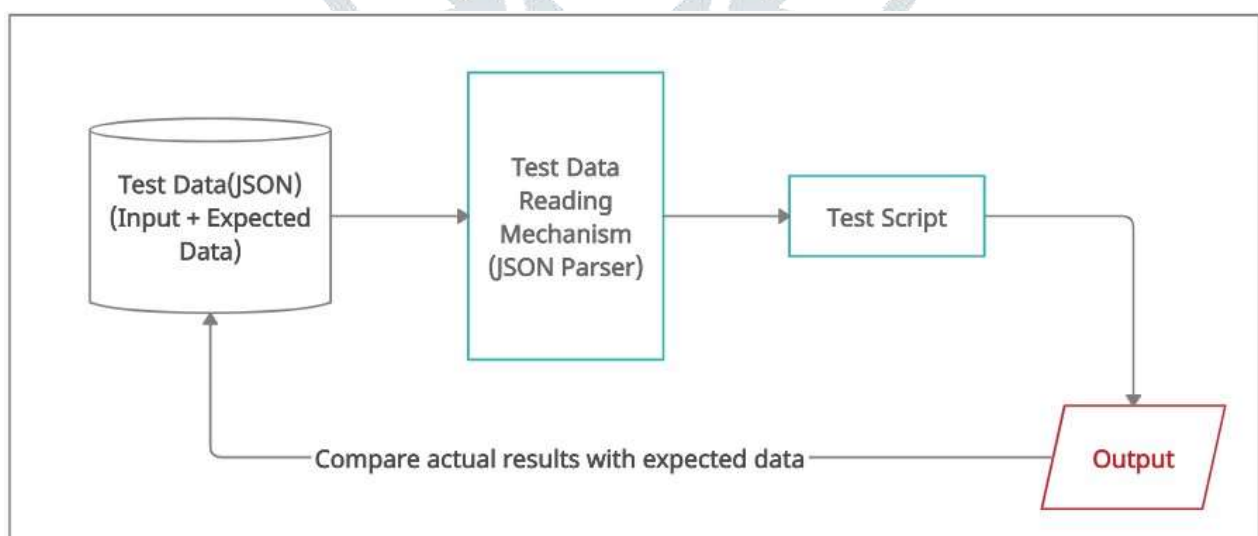 Test Data(JSON)
(Input + Expected
Data)
Test Data
Reading
Mechanism
(JSON Parser)
Test Script
Compare actual results with expected data
Output